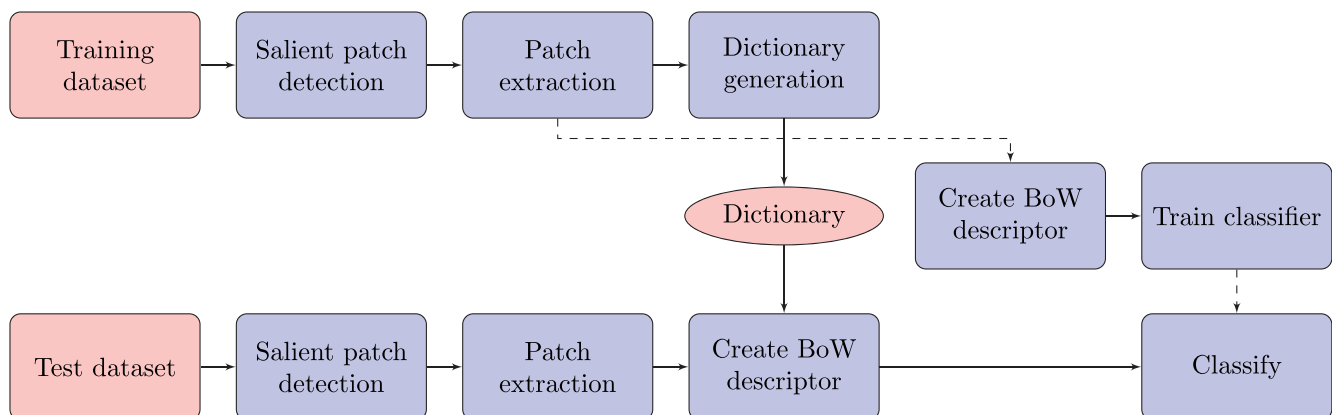 Training
dataset
Salient patch
detection
Patch
extraction
Dictionary
generation
Dictionary
Create BoW
descriptor
Train classifier
Test dataset
Salient patch
detection
Patch
extraction
Create BoW
descriptor
Classify